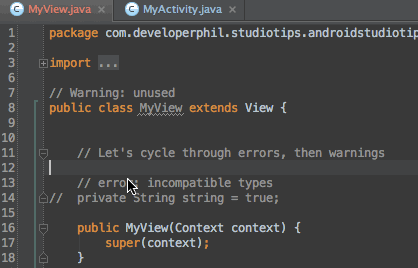 MyView.java MyActivity.java
1 package com.developerphil.studiotips.androidstudiotip
2
3 import ...
6
7 // Warning: unused
8 public class MyView extends View {
9
10
11 // Let's cycle through errors, then warnings
12
13 // error: incompatible types
14 // private String string = true;
15
16 public MyView(Context context) {
17 super(context);
18 }